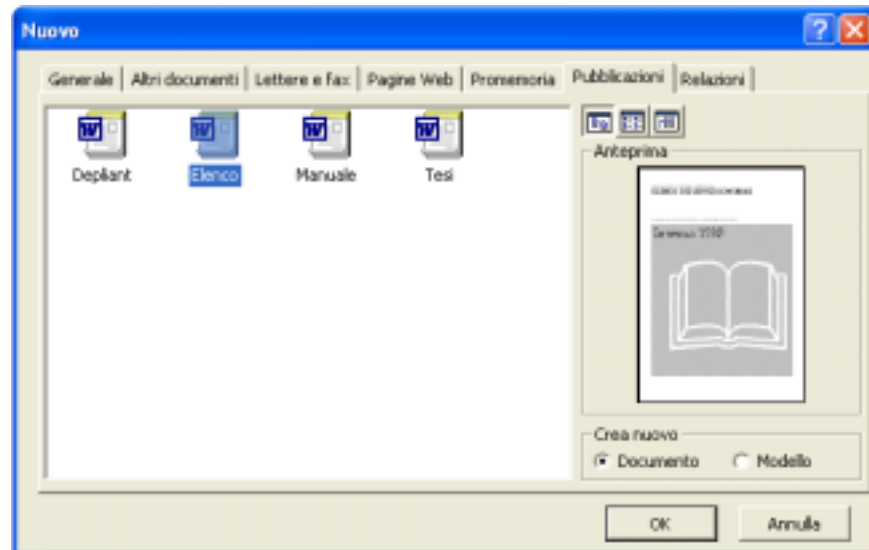 Nuovo
Generale Altri documenti Lettere e fax Pagine Web Promemoria Pubblicazioni Relazioni
Depliant Elenco Manuale Tesi
Anteprima
Crea nuovo
Documento Modello
OK Annulla